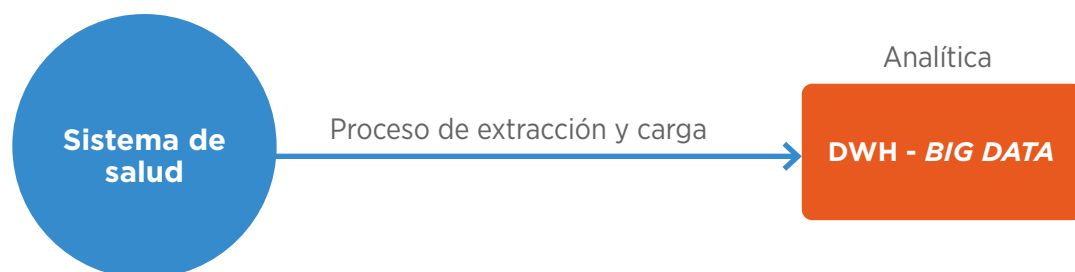 Sistema de
salud
Proceso de extracción y carga
Analítica
DWH - BIG DATA